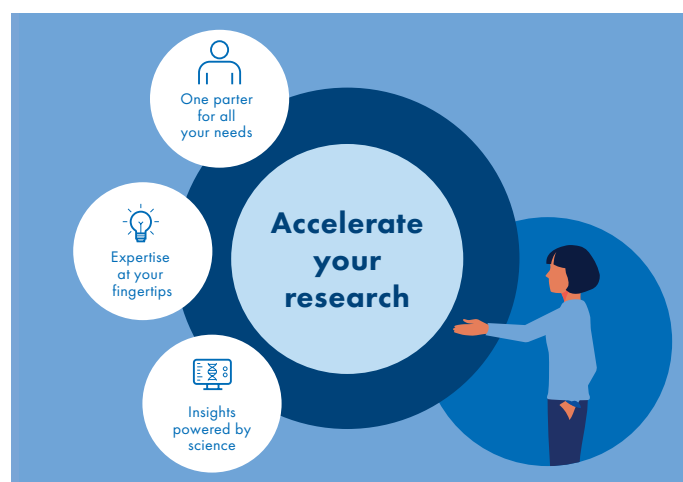 One parter
for all
your needs
Accelerate
your
research
Expertise
at your
fingertips
Insights
powered by
science